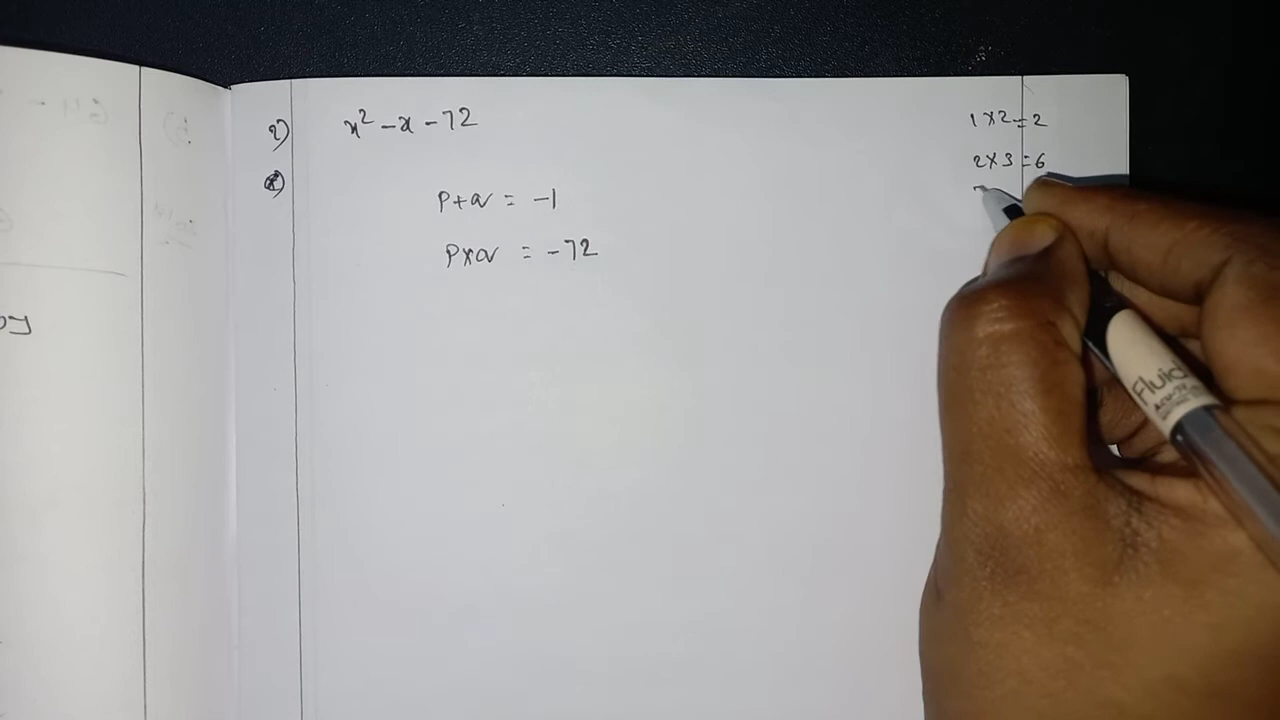 2) x² - x - 72
p+q = -1
p×q = -72
1×2=2
2×3=6
Fluid